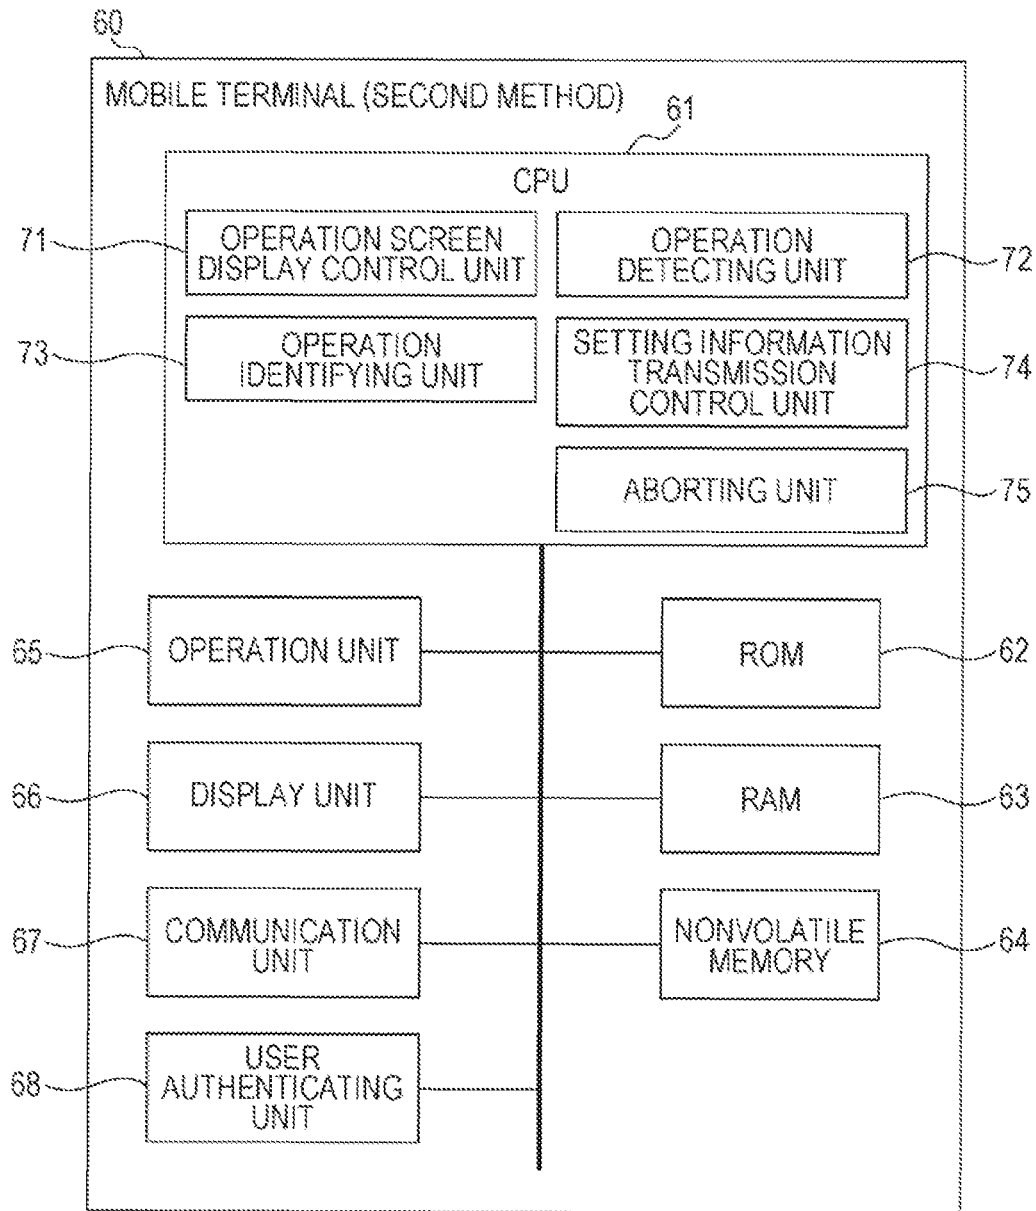 60
MOBILE TERMINAL (SECOND METHOD)
61
CPU
71
OPERATION SCREEN
DISPLAY CONTROL UNIT
OPERATION
DETECTING UNIT
72
73
OPERATION
IDENTIFYING UNIT
SETTING INFORMATION
TRANSMISSION
CONTROL UNIT
74
ABORTING UNIT
75
65
OPERATION UNIT
ROM
62
66
DISPLAY UNIT
RAM
63
67
COMMUNICATION
UNIT
NONVOLATILE
MEMORY
64
68
USER
AUTHENTICATING
UNIT